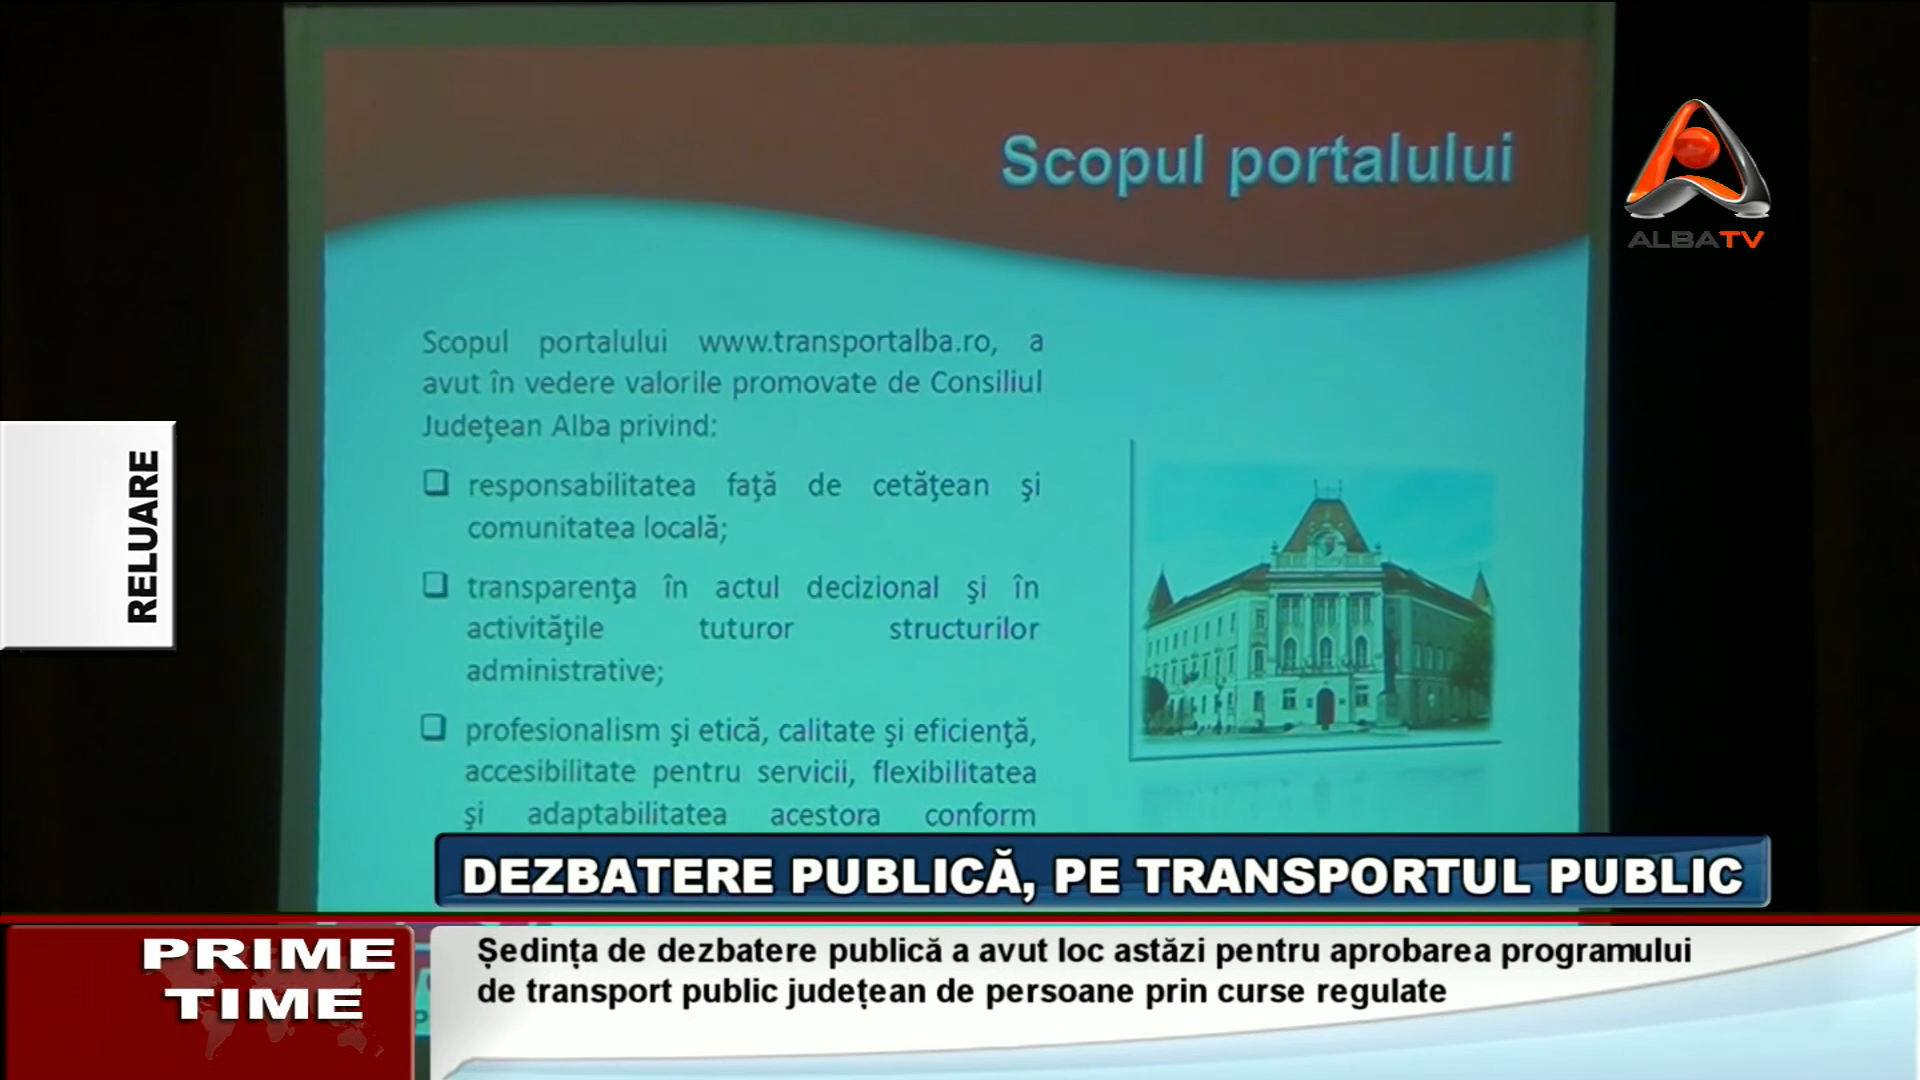 Scopul portalului
ALBATV
Scopul portalului www.transportalba.ro, a
avut în vedere valorile promovate de Consiliul
Judeţean Alba privind:
responsabilitatea faţă de cetăţean şi
comunitatea locală;
transparenţa în actul decizional şi în
activităţile tuturor structurilor
administrative;
profesionalism şi etică, calitate şi eficienţă,
accesibilitate pentru servicii, flexibilitatea
şi adaptabilitatea acestora conform
RELUARE
DEZBATERE PUBLICĂ, PE TRANSPORTUL PUBLIC
PRIME
TIME
Ședința de dezbatere publică a avut loc astăzi pentru aprobarea programului
de transport public județean de persoane prin curse regulate